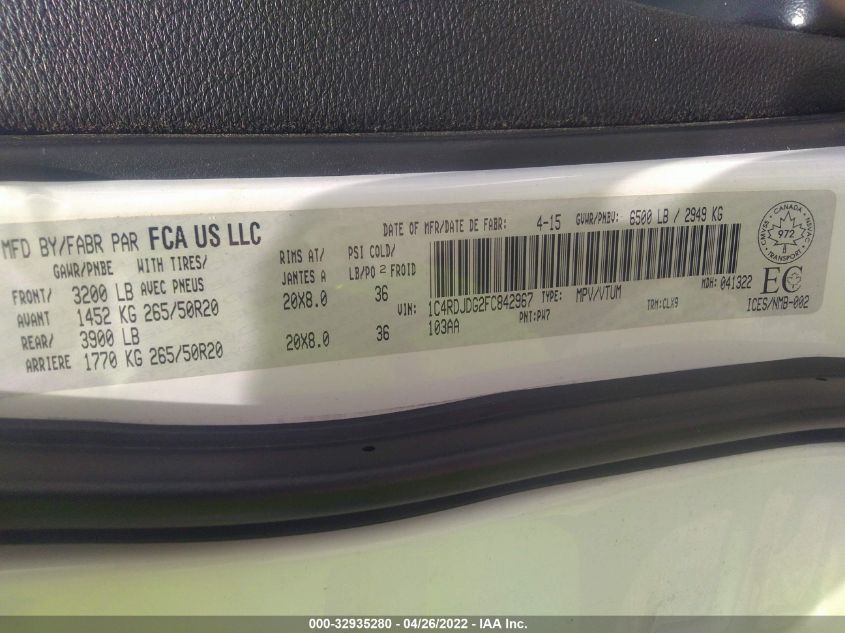 MFD BY/FABR PAR FCA US LLC DATE OF MFR/DATE DE FABR: 4-15 GVWR/PNBV: 6500 LB / 2949 KG
GAWR/PNBE WITH TIRES/ RIMS AT/ PSI COLD/
AVEC PNEUS JANTES A LB/PO 2 FROID
FRONT/ 3200 LB
AVANT 1452 KG 265/50R20 20X8.0 36
REAR/ 3900 LB
ARRIERE 1770 KG 265/50R20 20X8.0 36
VIN: 1C4RDJDG2FC842967 TYPE: MPV/VTUM MDH: 041322
103AA PNT: PW7 TRM: CLX9
CANADA
972
EC
ICES/NMB-002
000-32935280 - 04/26/2022 - IAA Inc.